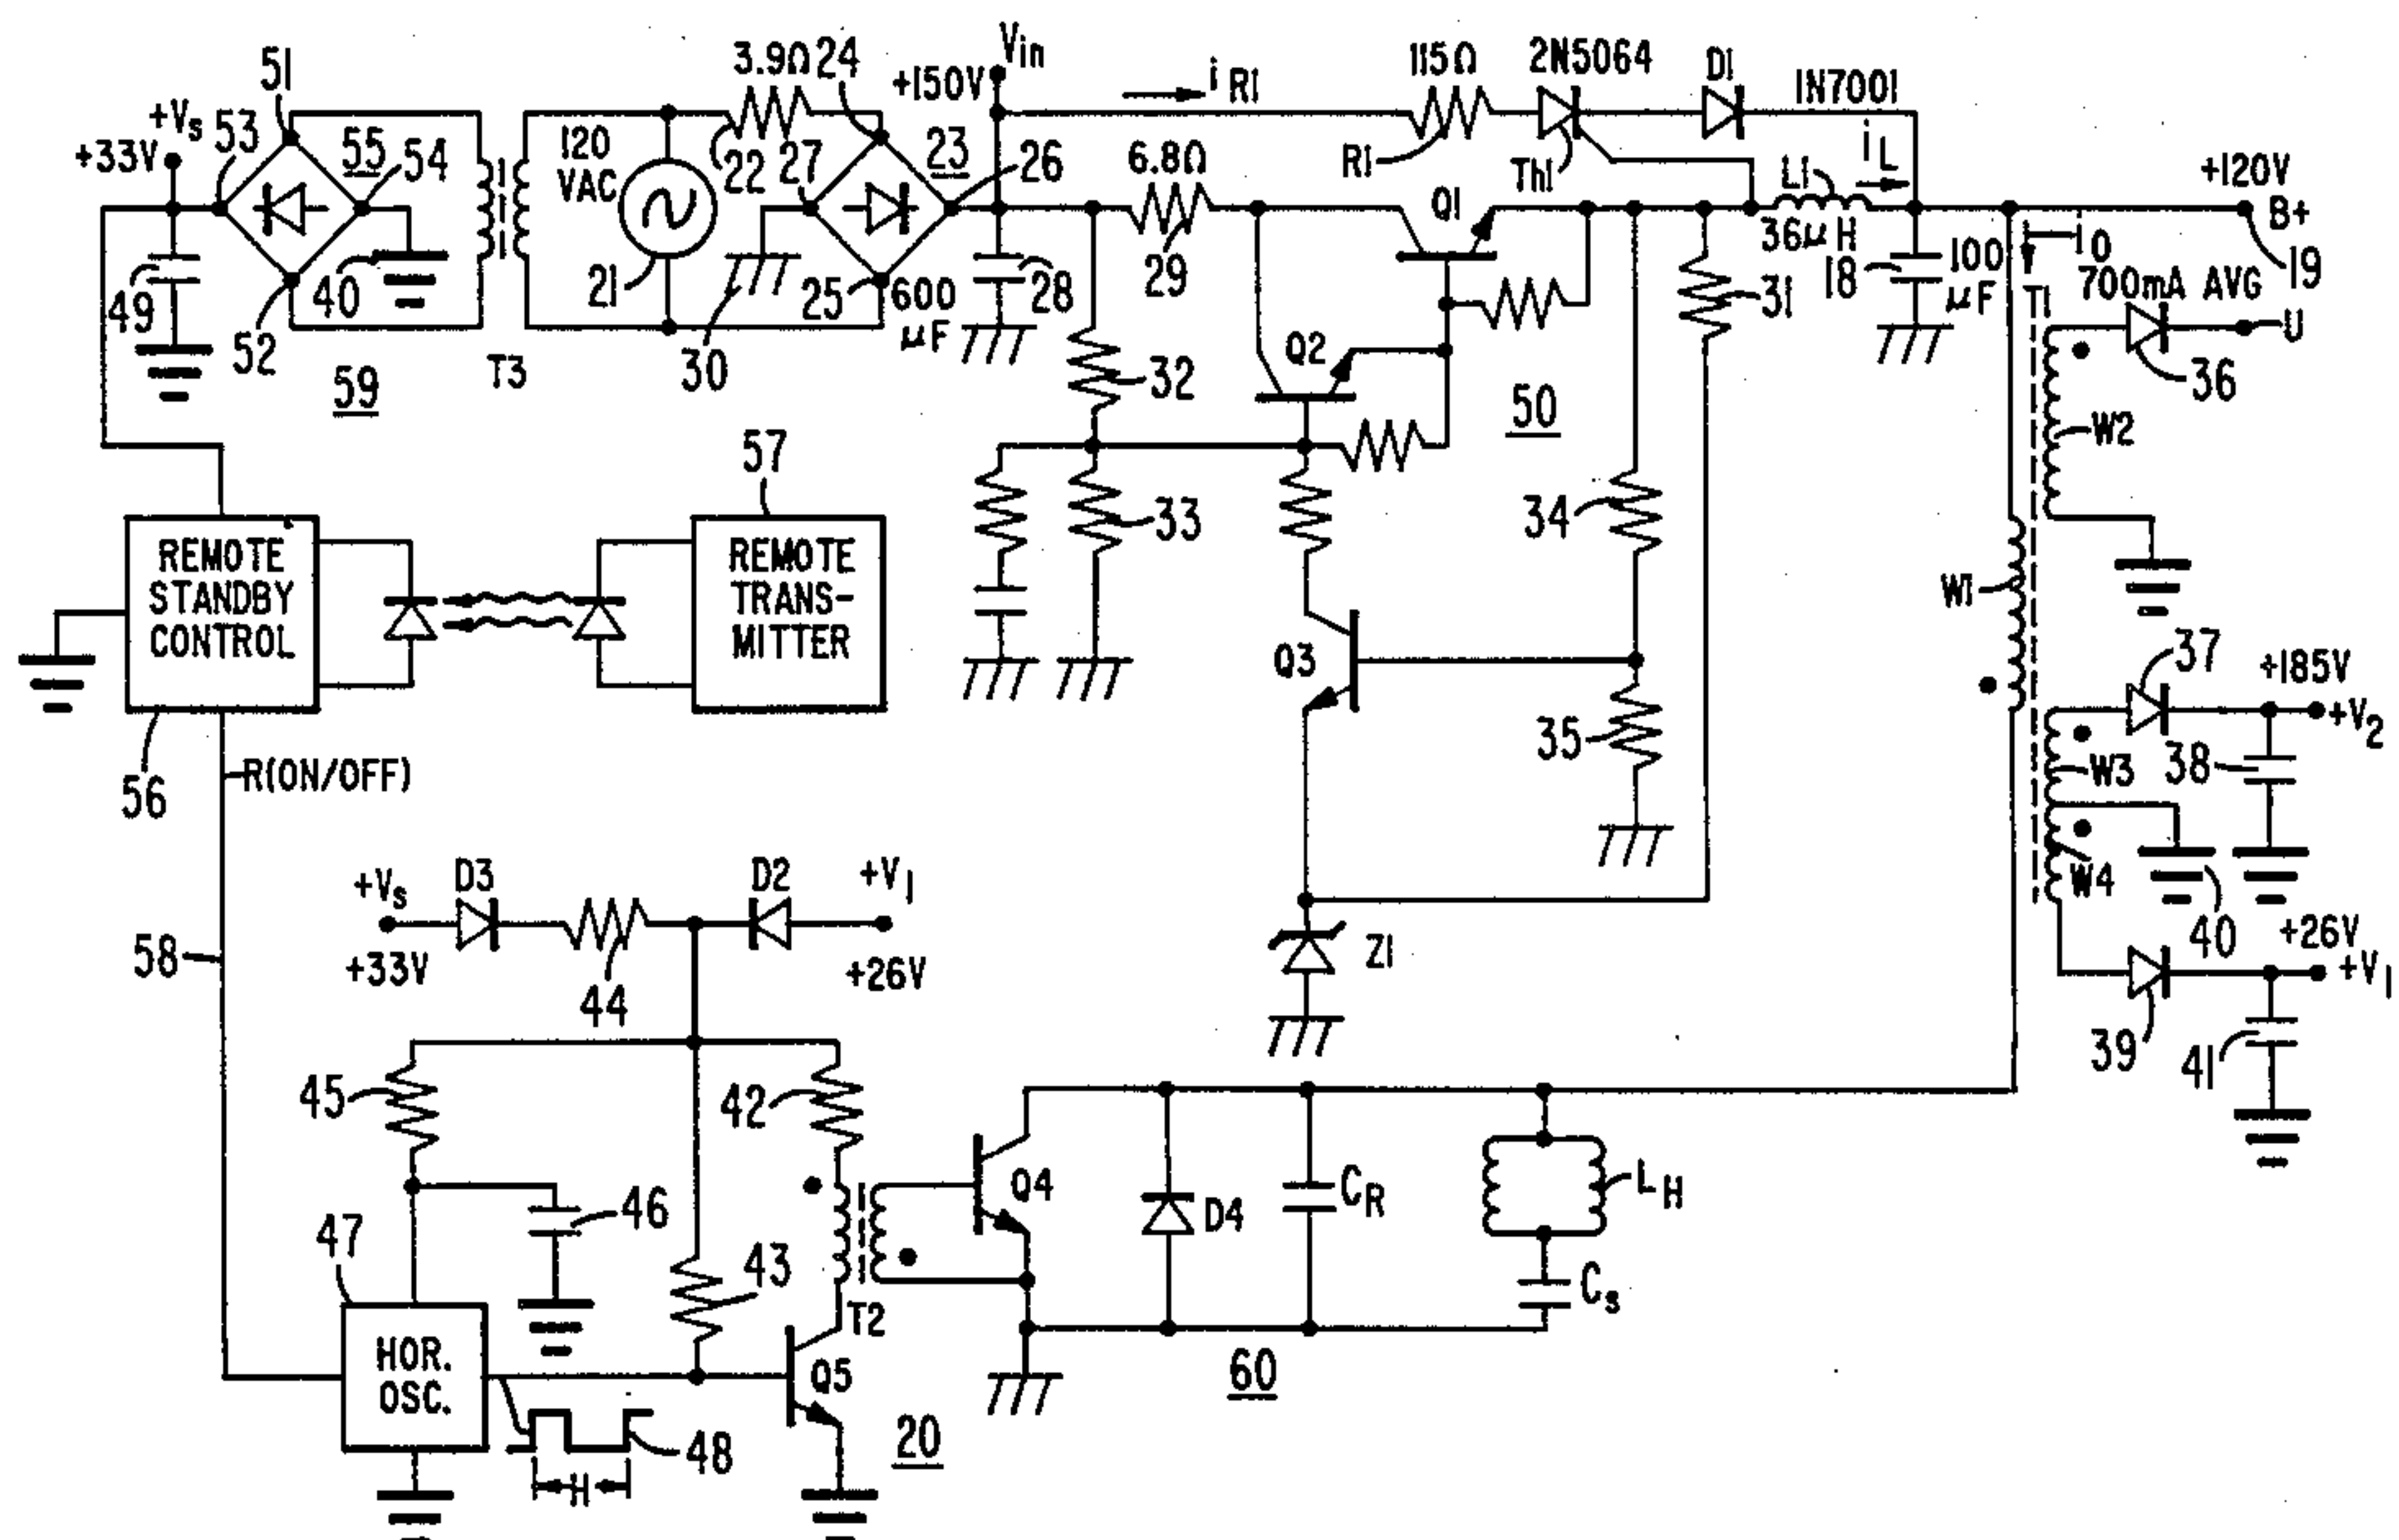 51
+Vs
53
+33V
55
54
49
40
52
59
T3
120
VAC
21
3.9Ω
22
24
27
23
26
25
30
600
μF
28
Vin
+150V
iR1
115Ω
R1
2N5064
Th1
D1
1N7001
6.8Ω
29
Q1
L1
iL
36μH
18
100
μF
+120V
B+
19
i0
700mA AVG
T1
U
36
W2
31
Q2
32
50
33
34
35
Q3
Z1
W1
37
+185V
+V2
W3
38
W4
40
+26V
+V1
39
41
57
REMOTE
STANDBY
CONTROL
REMOTE
TRANS-
MITTER
56
R(ON/OFF)
58
+Vs
D3
D2
+V1
+33V
44
+26V
45
42
43
46
47
HOR.
OSC.
48
H
T2
Q5
20
Q4
D4
CR
LH
Cs
60